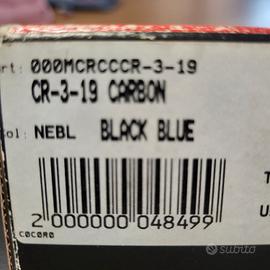 rt: 000MCRCCCR-3-19
CR-3-19 CARBON
ol: NEBL BLACK BLUE
2 000000 048499
C0C0R0
T
U
subito